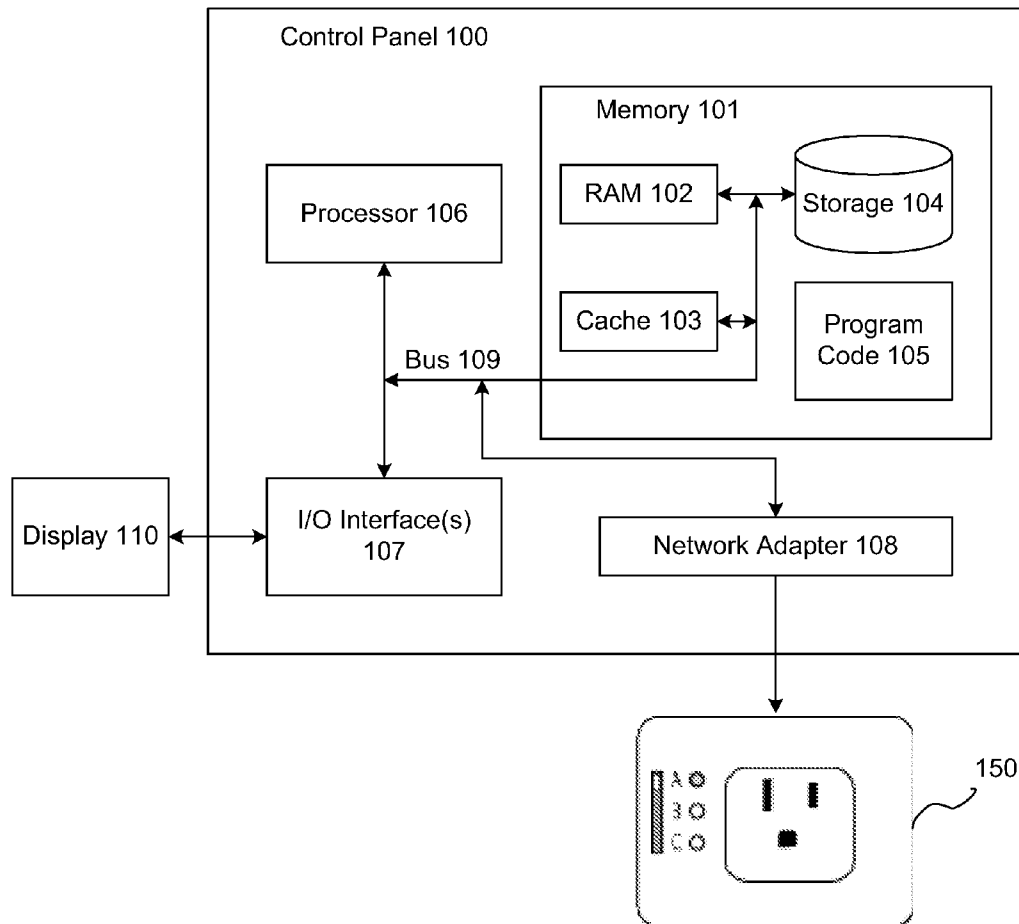 Control Panel 100
Memory 101
RAM 102
Storage 104
Processor 106
Cache 103
Program
Code 105
Bus 109
Display 110
I/O Interface(s)
107
Network Adapter 108
150
A
B
C